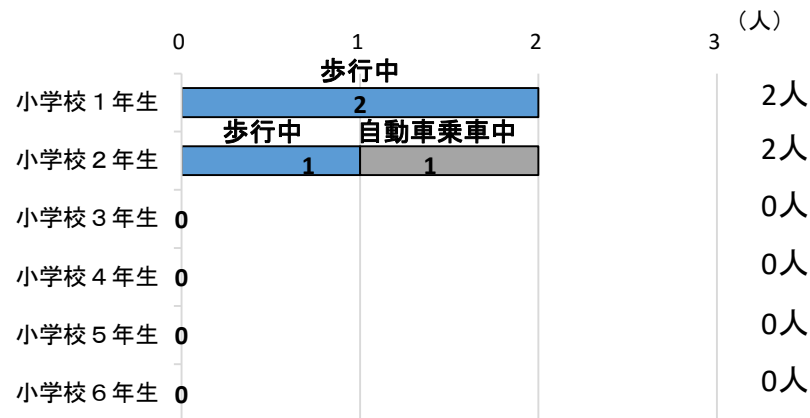 （人）
0 1 2 3
歩行中
小学校１年生 2 2人
歩行中 自動車乗車中
小学校２年生 1 1 2人
小学校３年生 0 0人
小学校４年生 0 0人
小学校５年生 0 0人
小学校６年生 0 0人